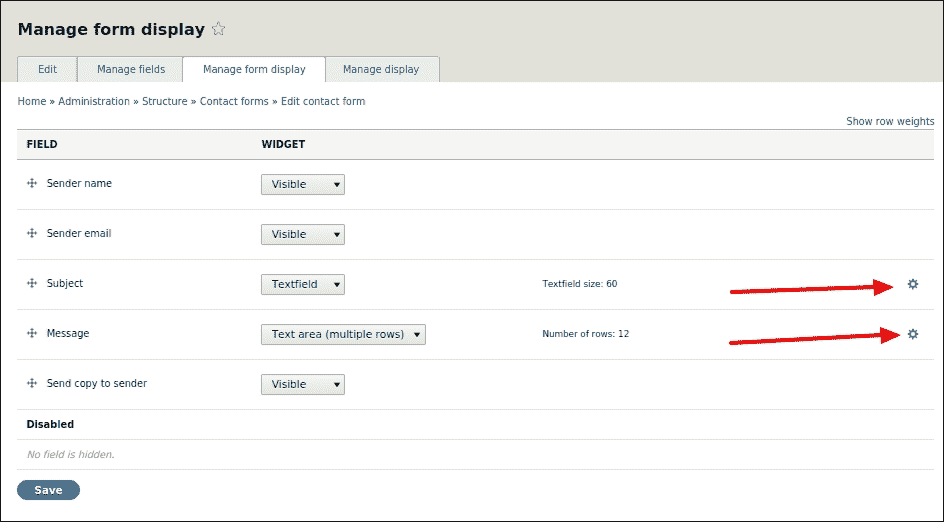 Manage form display
Edit Manage fields Manage form display Manage display
Home » Administration » Structure » Contact forms » Edit contact form
Show row weights
FIELD WIDGET
Sender name Visible
Sender email Visible
Subject Textfield Textfield size: 60
Message Text area (multiple rows) Number of rows: 12
Send copy to sender Visible
Disabled
No field is hidden.
Save